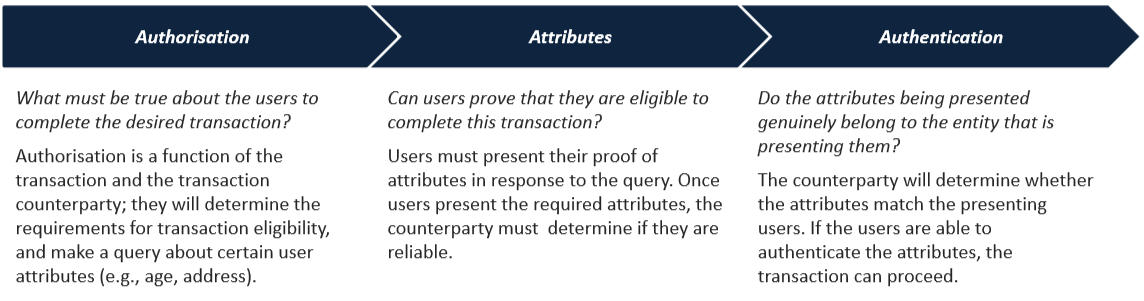 Authorisation
Attributes
Authentication
What must be true about the users to
complete the desired transaction?
Authorisation is a function of the
transaction and the transaction
counterparty; they will determine the
requirements for transaction eligibility,
and make a query about certain user
attributes (e.g., age, address).
Can users prove that they are eligible to
complete this transaction?
Users must present their proof of
attributes in response to the query. Once
users present the required attributes, the
counterparty must  determine if they are
reliable.
Do the attributes being presented
genuinely belong to the entity that is
presenting them?
The counterparty will determine whether
the attributes match the presenting
users. If the users are able to
authenticate the attributes, the
transaction can proceed.